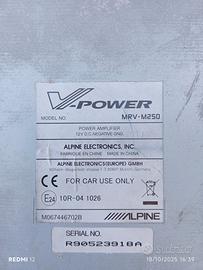 V-POWER
MODEL NO. MRV-M250
POWER AMPLIFIER
12V D.C. NEGATIVE GND.
ALPINE ELECTRONICS, INC.
FABRIQUE EN CHINE MADE IN CHINA
ALPINE ELECTRONICS(EUROPE) GMBH
CE FOR CAR USE ONLY
E24 10R-04 1026
M067446702B ALPINE
SERIAL NO.
R90523918A
REDMI 12
18/10/2025 16:39